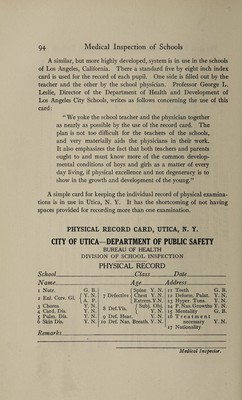 94 Medical Inspection of Schools
A similar, but more highly developed, system is in use in the schools
of Los Angeles, California. There a standard five by eight inch index
card is used for the record of each pupil. One side is filled out by the
teacher and the other by the school physician. Professor George L.
Leslie, Director of the Department of Health and Development of
Los Angeles City Schools, writes as follows concerning the use of this
card:
"We yoke the school teacher and the physician together
as nearly as possible by the use of the record card. The
plan is not too difficult for the teachers of the schools,
and very materially aids the physicians in their work.
It also emphasizes the fact that both teachers and parents
ought to and must know more of the common develop-
mental conditions of boys and girls as a matter of every
day living, if physical excellence and not degeneracy is to
show in the growth and development of the young."
A simple card for keeping the individual record of physical examina-
tions is in use in Utica, N. Y. It has the shortcoming of not having
spaces provided for recording more than one examination.
PHYSICAL RECORD CARD, UTICA, N. Y.
CITY OF UTICA—DEPARTMENT OF PUBLIC SAFETY
BUREAU OF HEALTH
DIVISION OF SCHOOL INSPECTION
PHYSICAL RECORD
School Class Date
Name Age Address
1 Nutr. G. B.
2 Enl. Cerv. Gl. { Y. N.
A. P.
3 Chorea Y. N.
4 Card. Dis. Y. N.
5 Pulm. Dis. Y. N.
6 Skin Dis. Y. N.
7 Defective { Spine Y. N.
Chest Y. N.
Extrem. Y. N.
8 Def. Vis. { Subj. Obj.
Y. N.
9 Def. Hear. Y. N.
10 Def. Nas. Breath. Y. N.
11 Teeth G. B.
12 Deform. Palat. Y. N.
13 Hyper. Tons. Y. N.
14 P. Nas. Growths Y. N.
15 Mentality G. B.
16 Treatment
necessary Y. N.
17 Nationality
Remarks
Medical Inspector.